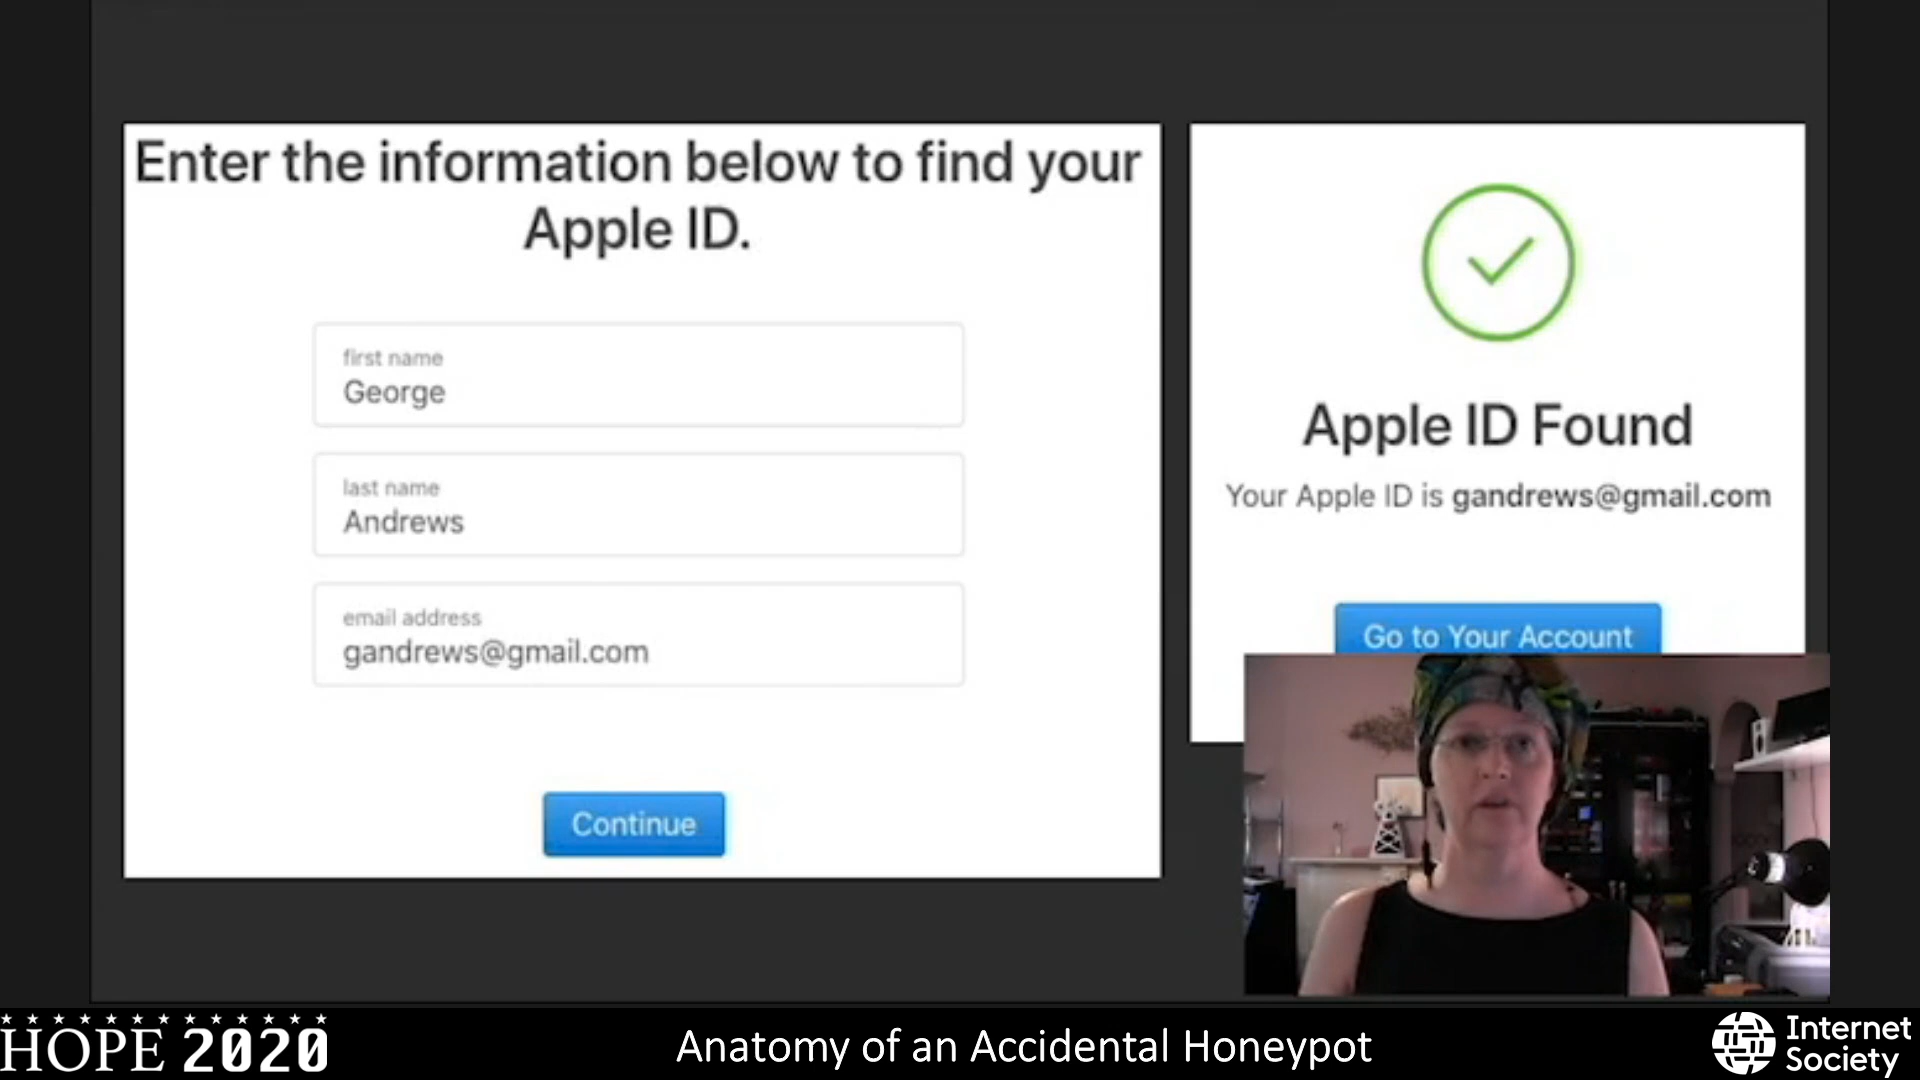 Enter the information below to find your
Apple ID.
first name
George
last name
Andrews
email address
gandrews@gmail.com
Continue
Apple ID Found
Your Apple ID is gandrews@gmail.com
Go to Your Account
HOPE 2020
Anatomy of an Accidental Honeypot
Internet
Society